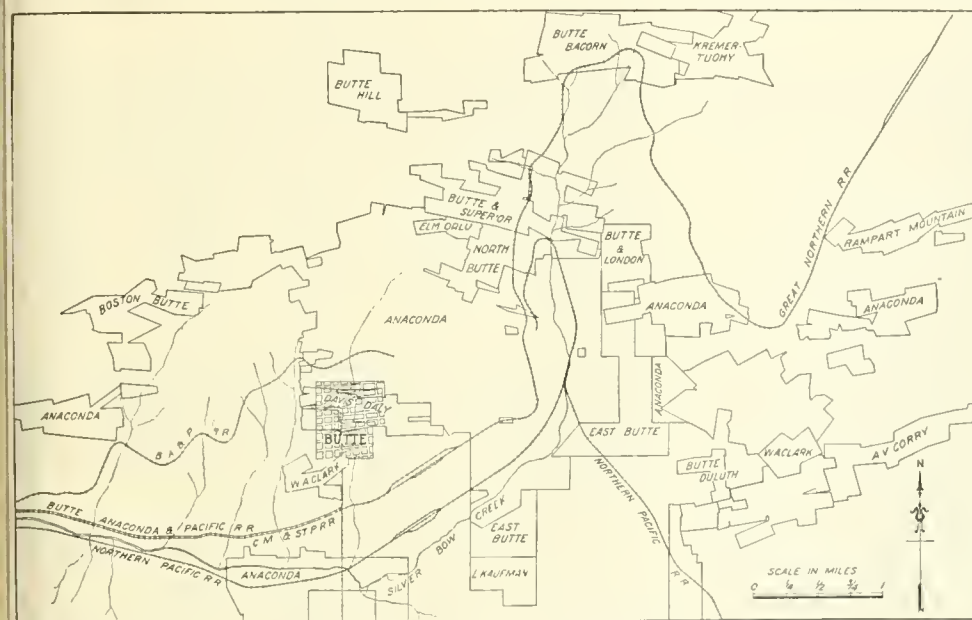 BUTTE
BACORN
KREMER-
TUOHY
BUTTE
HILL
BUTTE &
SUPER'OR
ELM ORLU
NORTH
BUTTE
BUTTE
&
LONDON
GREAT NORTHERN RR
RAMPART MOUNTAIN
BOSTON BUTTE
ANACONDA
ANACONDA
ANACONDA
ANACONDA
ANACONDA
DAVIS DALY
BUTTE
W A CLARK
B A & P RR
EAST BUTTE
BUTTE
DULUTH
W A CLARK
A V CORRY
N
BUTTE ANACONDA & PACIFIC RR
C M & ST P RR
NORTHERN PACIFIC RR
ANACONDA
SILVER BOW CREEK
EAST
BUTTE
L KAUFMAN
NORTHERN PACIFIC RR
SCALE IN MILES
0 ¼ ½ ¾ 1